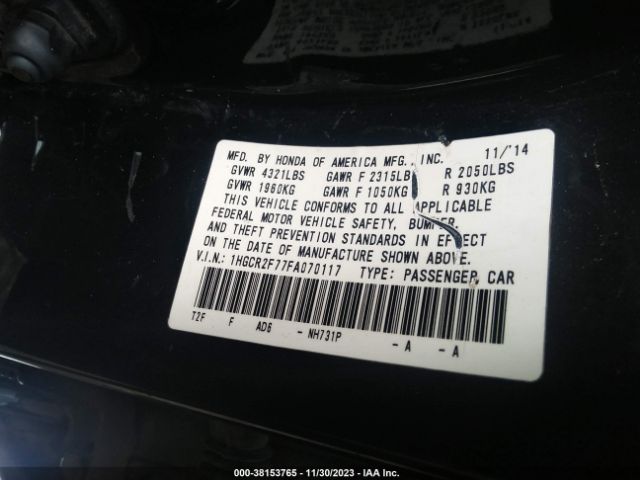 MFD. BY HONDA OF AMERICA MFG., INC. 11/'14
GVWR 4321LBS GAWR F 2315LB R 2050LBS
GVWR 1960KG GAWR F 1050KG R 930KG
THIS VEHICLE CONFORMS TO ALL APPLICABLE
FEDERAL MOTOR VEHICLE SAFETY, BUMPER,
AND THEFT PREVENTION STANDARDS IN EFFECT
ON THE DATE OF MANUFACTURE SHOWN ABOVE.
V.I.N.: 1HGCR2F77FA070117 TYPE: PASSENGER CAR
T2F F AD6 - NH731P - A - A
000-38153765 - 11/30/2023 - IAA Inc.